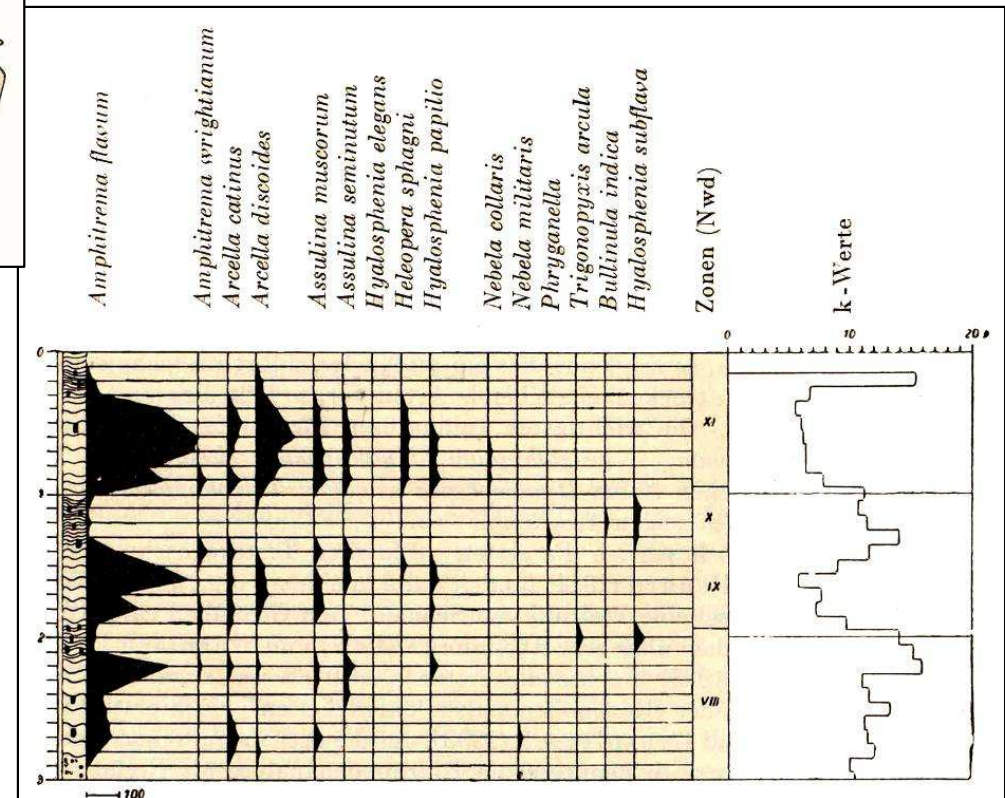 Amphitrema flavum
Amphitrema wrightianum
Arcella catinus
Arcella discoides
Assulina muscorum
Assulina seminutum
Hyalosphenia elegans
Heleopera sphagni
Hyalosphenia papilio
Nebela collaris
Nebela militaris
Phryganella
Trigonopyxis arcula
Bullinula indica
Hyalosphenia subflava
Zonen (Nwd)
k-Werte
0 10 20
0
XI
1
X
IX
2
VIII
3
100